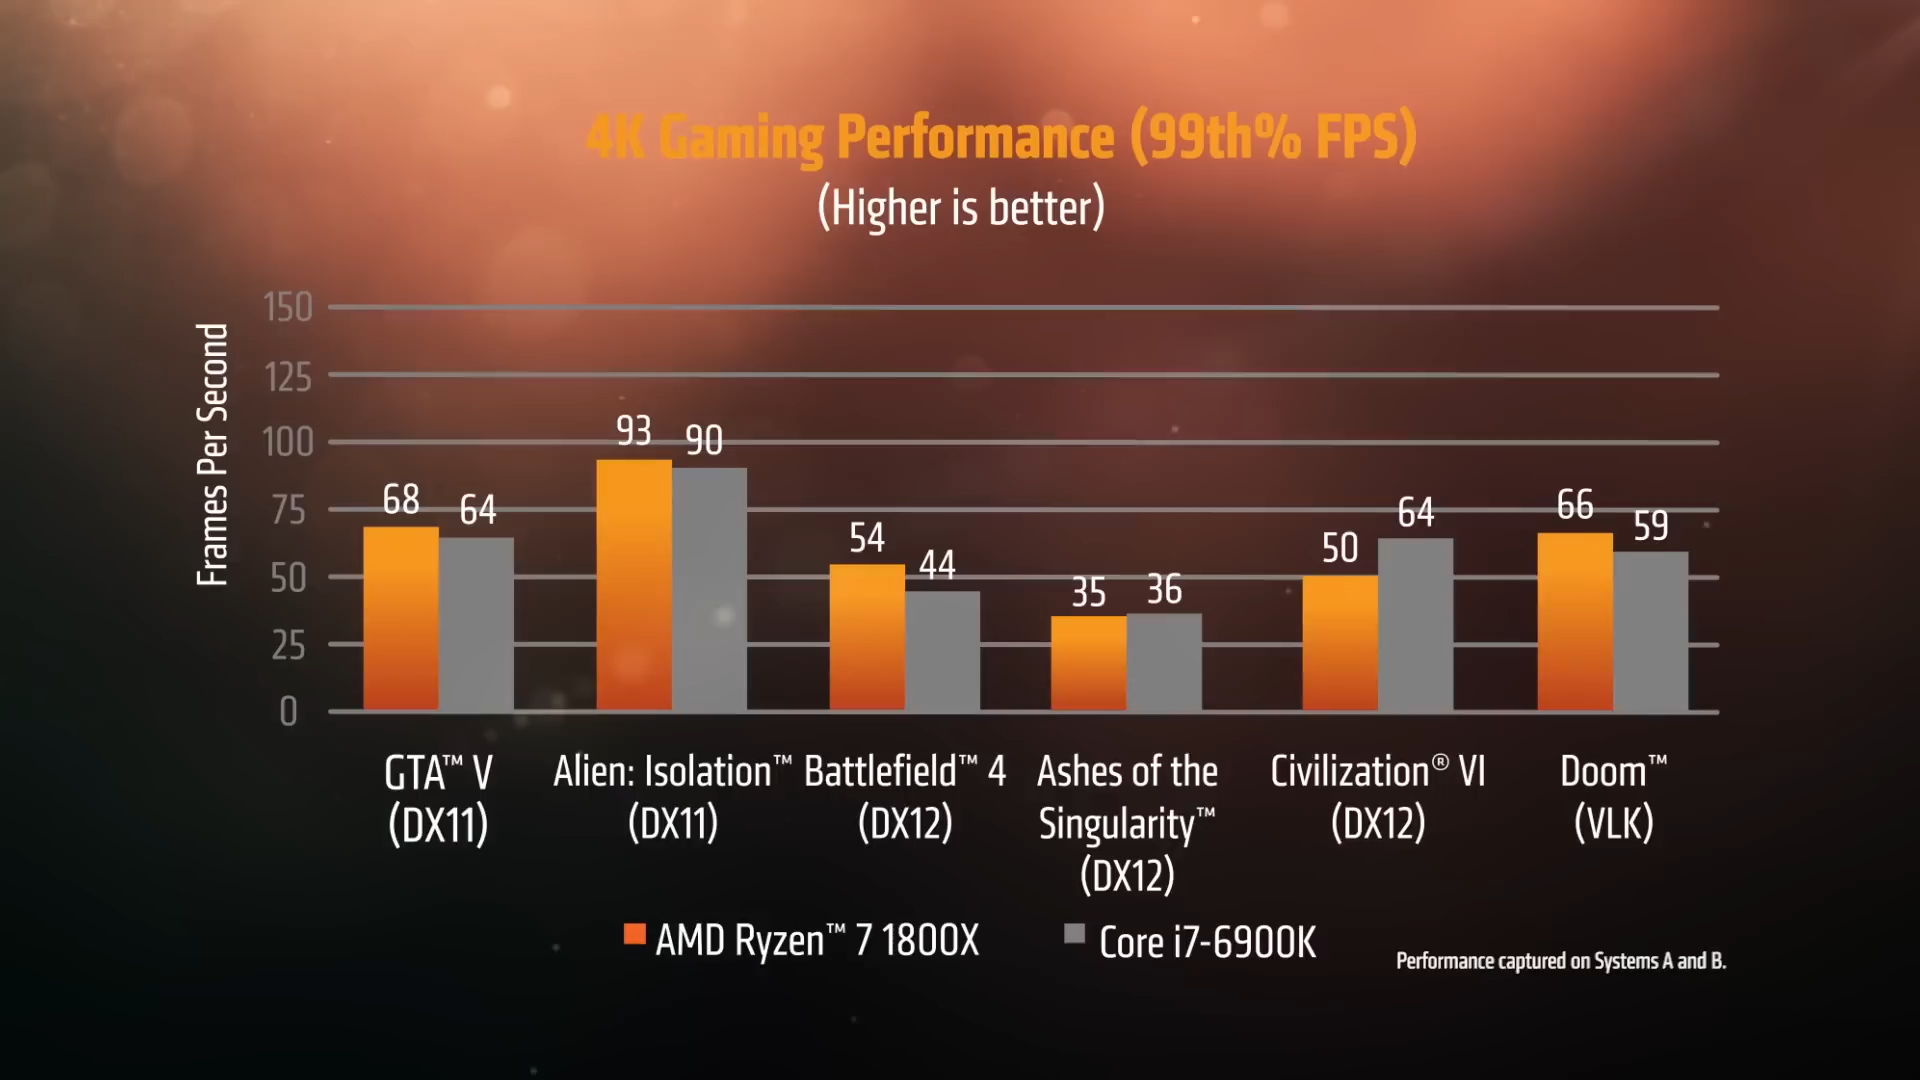 4K Gaming Performance (99th% FPS)
(Higher is better)
Frames Per Second
150
125
100
75
50
25
0
68
64
93
90
54
44
35
36
50
64
66
59
GTA™ V
(DX11)
Alien: Isolation™
(DX11)
Battlefield™ 4
(DX12)
Ashes of the
Singularity™
(DX12)
Civilization® VI
(DX12)
Doom™
(VLK)
AMD Ryzen™ 7 1800X
Core i7-6900K
Performance captured on Systems A and B.